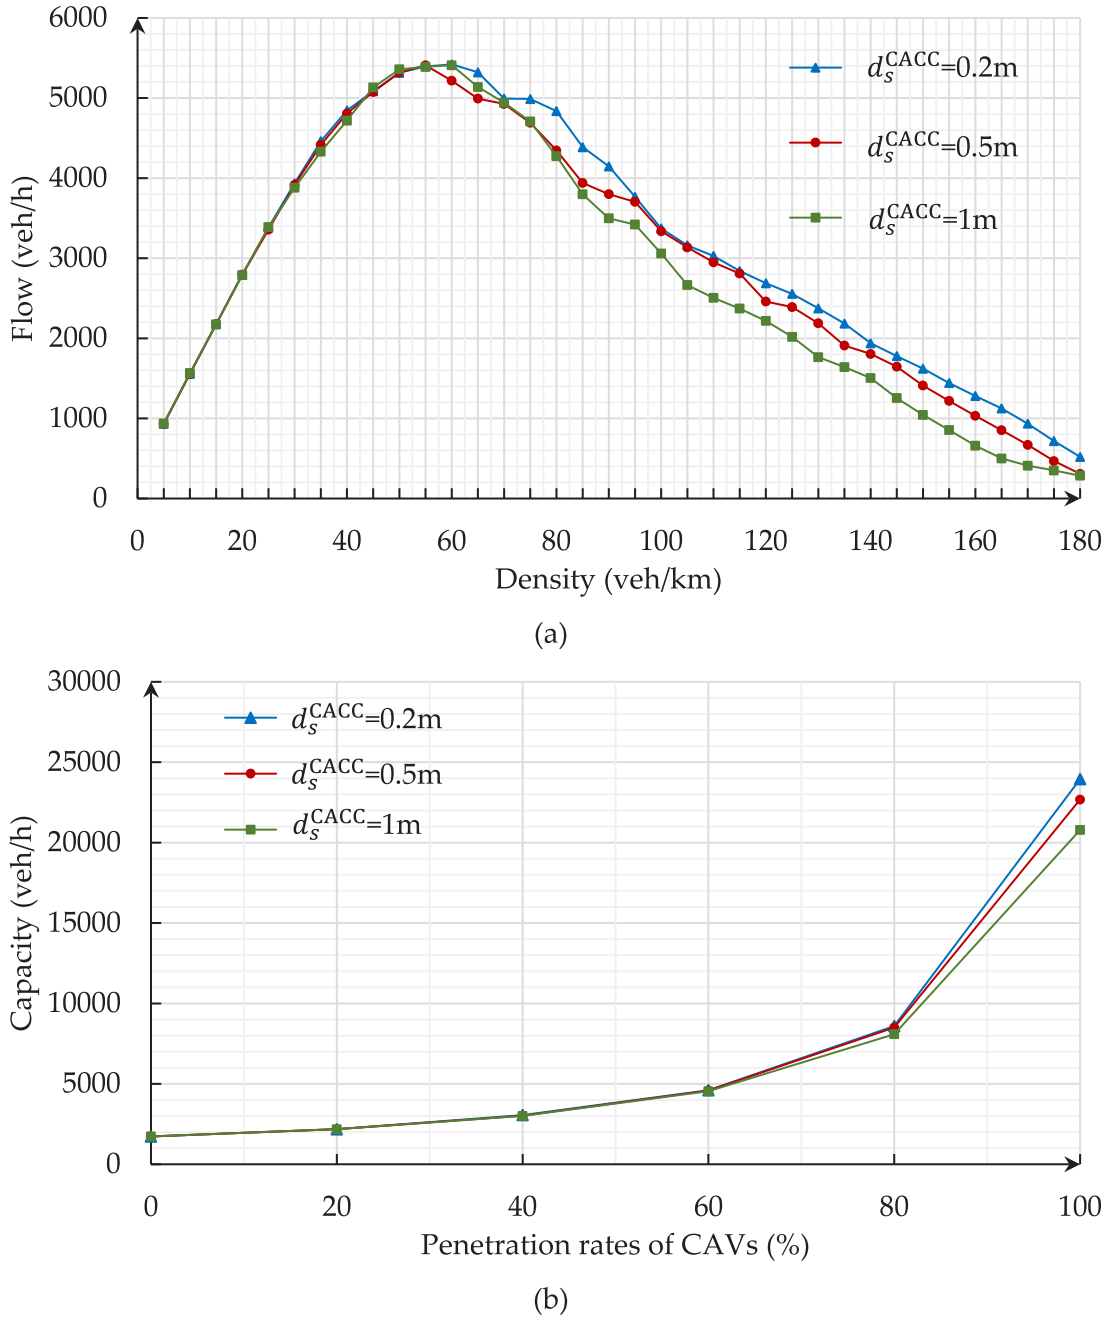 6000
5000
4000
3000
2000
1000
0
Flow (veh/h)
d_s^CACC=0.2m
d_s^CACC=0.5m
d_s^CACC=1m
0 20 40 60 80 100 120 140 160 180
Density (veh/km)
(a)
30000
25000
20000
15000
10000
5000
0
Capacity (veh/h)
d_s^CACC=0.2m
d_s^CACC=0.5m
d_s^CACC=1m
0 20 40 60 80 100
Penetration rates of CAVs (%)
(b)